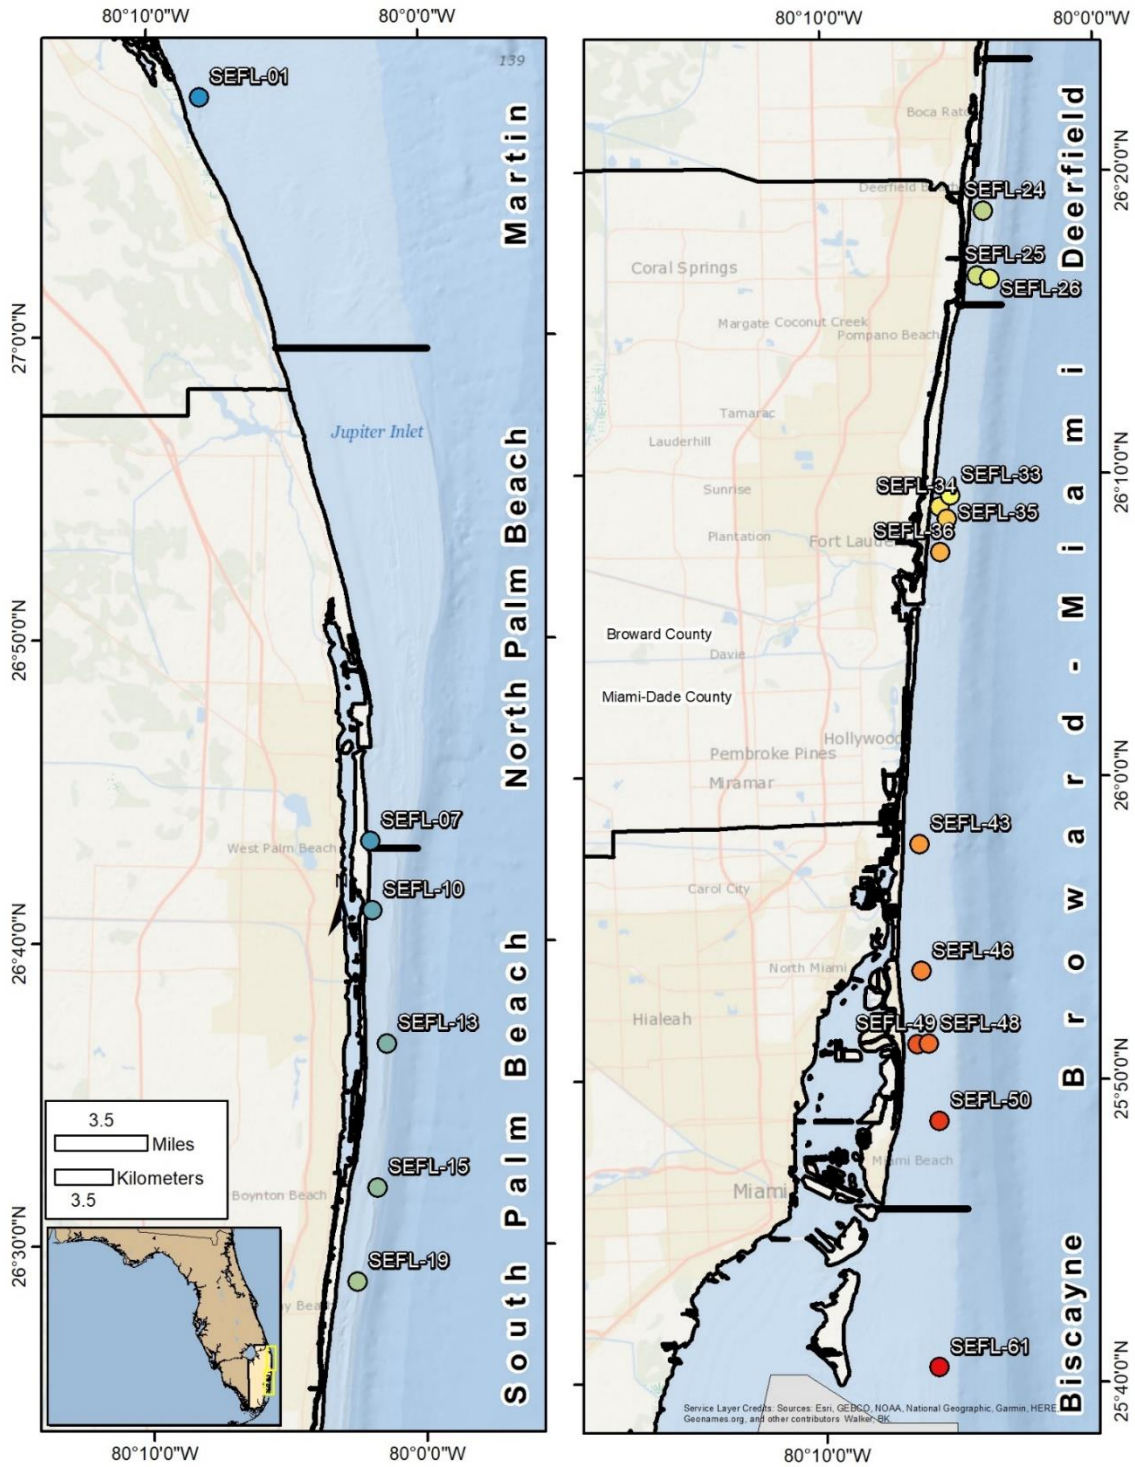 80°10'0"W
80°0'0"W
80°10'0"W
80°0'0"W
139
SEFL-01
Martin
27°0'0"N
Jupiter Inlet
North Palm Beach
26°50'0"N
SEFL-07
West Palm Beach
SEFL-10
26°40'0"N
SEFL-13
South Palm Beach
3.5
Miles
Kilometers
3.5
SEFL-15
Boynton Beach
26°30'0"N
SEFL-19
ay Beach
80°10'0"W
80°0'0"W
Boca Rato
Deerfield
26°20'0"N
Deerfield B
SEFL-24
SEFL-25
SEFL-26
Coral Springs
Margate
Coconut Creek
Pompano Beach
Tamarac
Lauderhill
26°10'0"N
SEFL-33
SEFL-34
Sunrise
SEFL-35
SEFL-36
Plantation
Fort Lauder
Broward-Miami
Broward County
Davie
Miami-Dade County
Hollywood
Pembroke Pines
Miramar
26°0'0"N
SEFL-43
Carol City
SEFL-46
North Miami
Hialeah
SEFL-49
SEFL-48
25°50'0"N
SEFL-50
Miami Beach
Miami
Biscayne
SEFL-61
25°40'0"N
Service Layer Credits: Sources: Esri, GEBCO, NOAA, National Geographic, Garmin, HERE,
Geonames.org, and other contributors Walker, BK
80°10'0"W
80°0'0"W